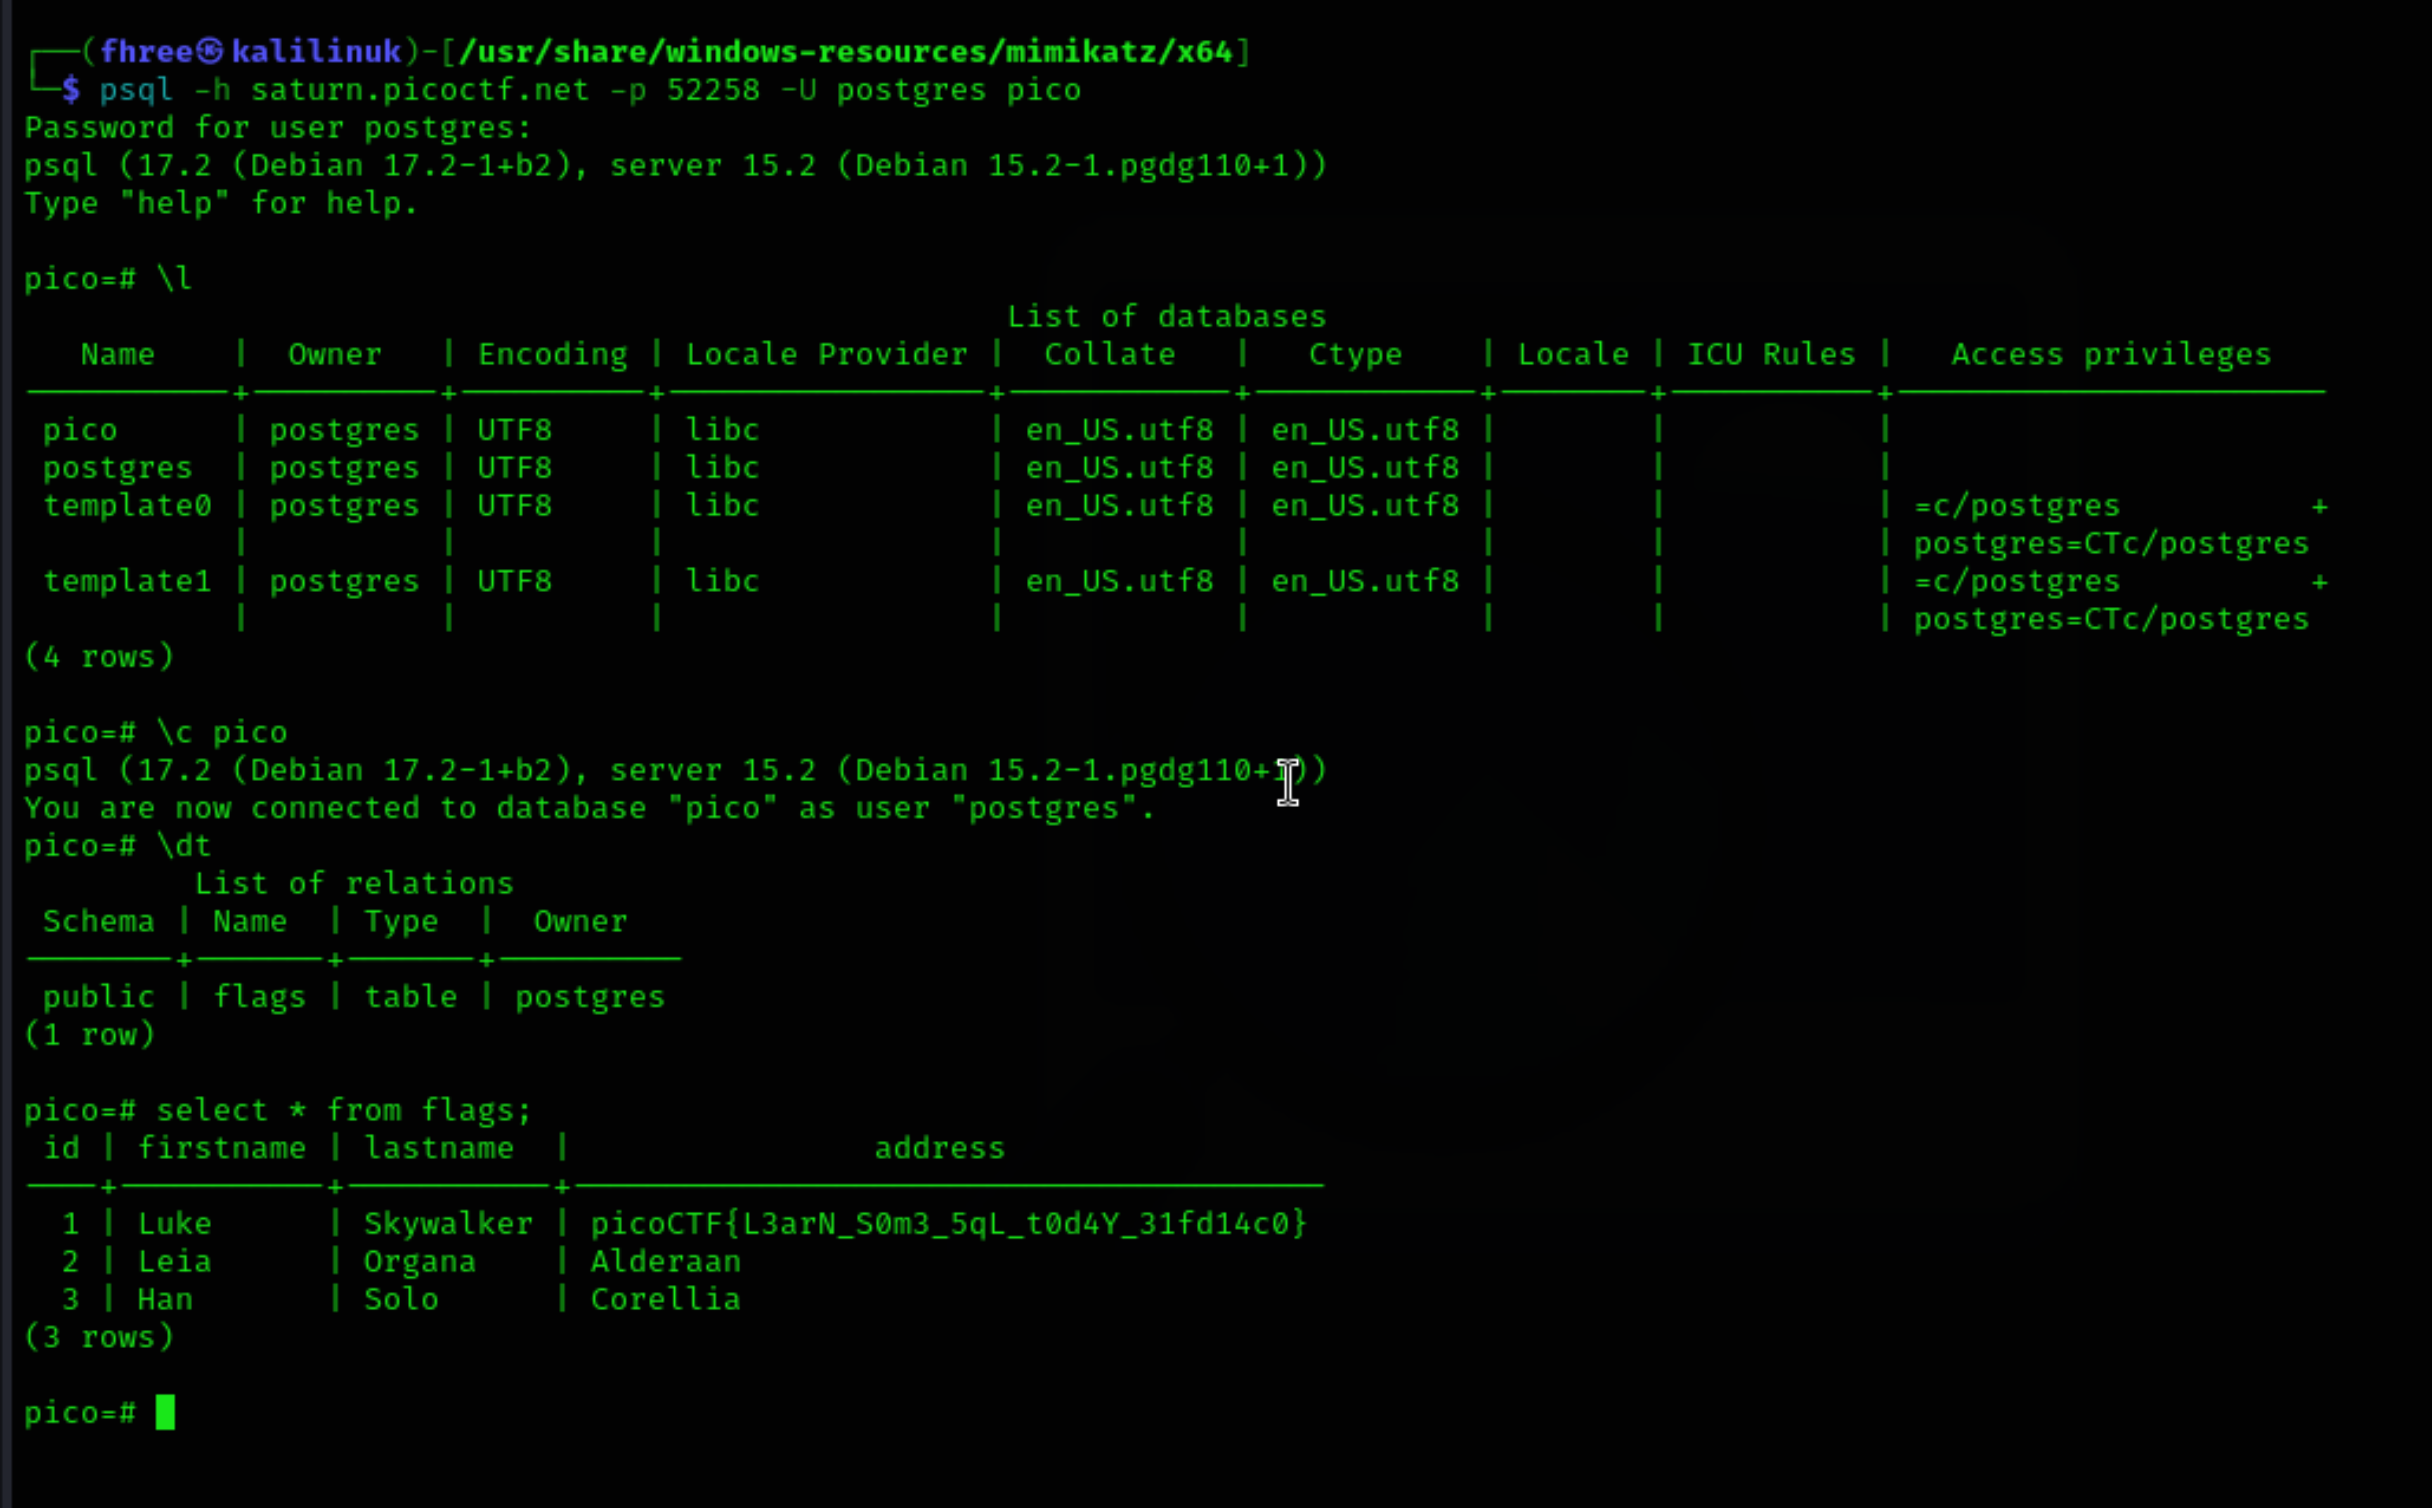 ┌──(fhree㉿kalilinuk)-[/usr/share/windows-resources/mimikatz/x64]
└─$ psql -h saturn.picoctf.net -p 52258 -U postgres pico
Password for user postgres:
psql (17.2 (Debian 17.2-1+b2), server 15.2 (Debian 15.2-1.pgdg110+1))
Type "help" for help.

pico=# \l
                                                    List of databases
   Name    |  Owner   | Encoding | Locale Provider |  Collate   |   Ctype    | Locale | ICU Rules |   Access privileges
-----------+----------+----------+-----------------+------------+------------+--------+-----------+-----------------------
 pico      | postgres | UTF8     | libc            | en_US.utf8 | en_US.utf8 |        |           |
 postgres  | postgres | UTF8     | libc            | en_US.utf8 | en_US.utf8 |        |           |
 template0 | postgres | UTF8     | libc            | en_US.utf8 | en_US.utf8 |        |           | =c/postgres          +
           |          |          |                 |            |            |        |           | postgres=CTc/postgres
 template1 | postgres | UTF8     | libc            | en_US.utf8 | en_US.utf8 |        |           | =c/postgres          +
           |          |          |                 |            |            |        |           | postgres=CTc/postgres
(4 rows)

pico=# \c pico
psql (17.2 (Debian 17.2-1+b2), server 15.2 (Debian 15.2-1.pgdg110+1))
You are now connected to database "pico" as user "postgres".
pico=# \dt
         List of relations
 Schema | Name  | Type  |  Owner
--------+-------+-------+----------
 public | flags | table | postgres
(1 row)

pico=# select * from flags;
 id | firstname | lastname  |                address
----+-----------+-----------+----------------------------------------
  1 | Luke      | Skywalker | picoCTF{L3arN_S0m3_5qL_t0d4Y_31fd14c0}
  2 | Leia      | Organa    | Alderaan
  3 | Han       | Solo      | Corellia
(3 rows)

pico=#